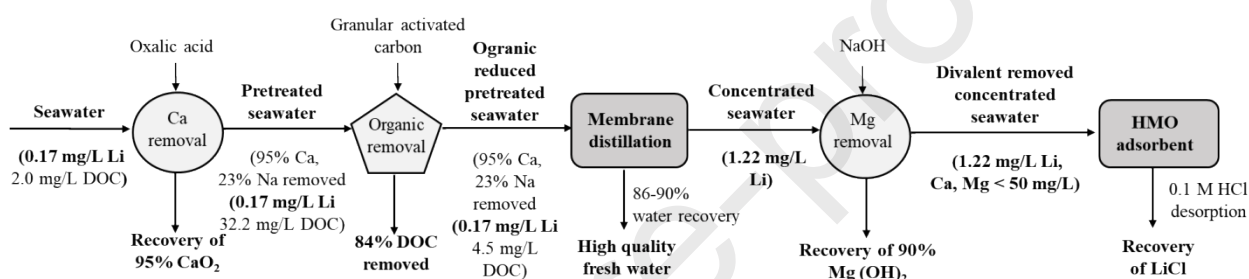 Oxalic acid
Granular activated
carbon
NaOH
Seawater
Ca
removal
Pretreated
seawater
Organic
removal
Ogranic
reduced
pretreated
seawater
Membrane
distillation
Concentrated
seawater
Mg
removal
Divalent removed
concentrated
seawater
HMO
adsorbent
(0.17 mg/L Li
2.0 mg/L DOC)
(95% Ca,
23% Na removed
(0.17 mg/L Li
32.2 mg/L DOC)
(95% Ca,
23% Na
removed
(0.17 mg/L Li
4.5 mg/L
DOC)
(1.22 mg/L
Li)
(1.22 mg/L Li,
Ca, Mg < 50 mg/L)
86-90%
water recovery
0.1 M HCl
desorption
Recovery of
95% CaO₂
84% DOC
removed
High quality
fresh water
Recovery of 90%
Mg (OH)₂
Recovery
of LiCl
e-pro